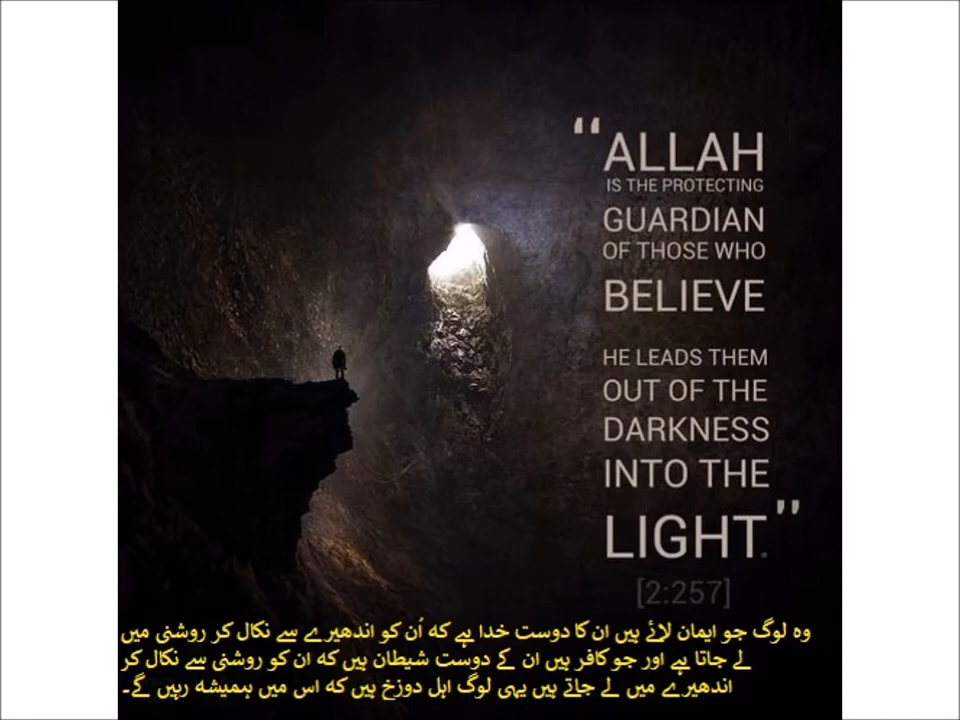 “ ALLAH
IS THE PROTECTING
GUARDIAN
OF THOSE WHO
BELIEVE
HE LEADS THEM
OUT OF THE
DARKNESS
INTO THE
LIGHT. ”
[2:257]
وہ لوگ جو ایمان لائے ہیں ان کا دوست خدا ہے کہ اُن کو اندھیرے سے نکال کر روشنی میں
لے جاتا ہے اور جو کافر ہیں ان کے دوست شیطان ہیں کہ ان کو روشنی سے نکال کر
اندھیرے میں لے جاتے ہیں یہی لوگ اہل دوزخ ہیں کہ اس میں ہمیشہ رہیں گے۔